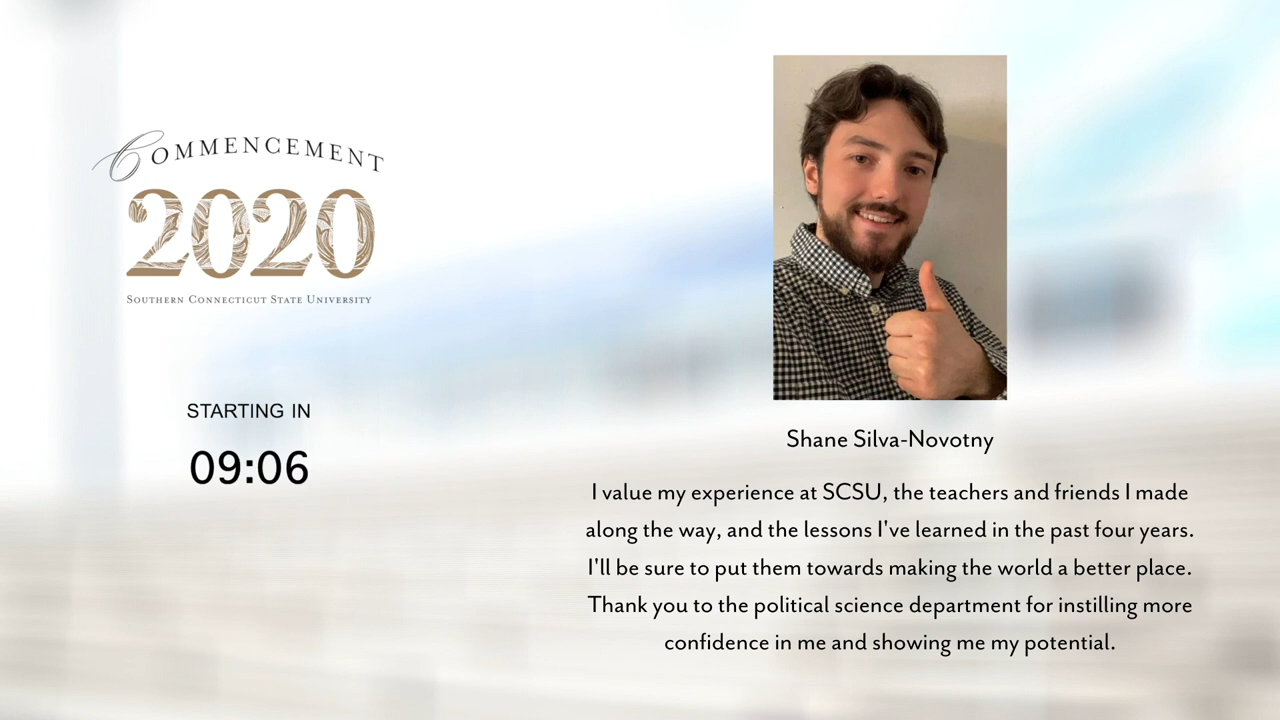 COMMENCEMENT
2020
SOUTHERN CONNECTICUT STATE UNIVERSITY
STARTING IN
09:06
Shane Silva-Novotny
I value my experience at SCSU, the teachers and friends I made
along the way, and the lessons I've learned in the past four years.
I'll be sure to put them towards making the world a better place.
Thank you to the political science department for instilling more
confidence in me and showing me my potential.